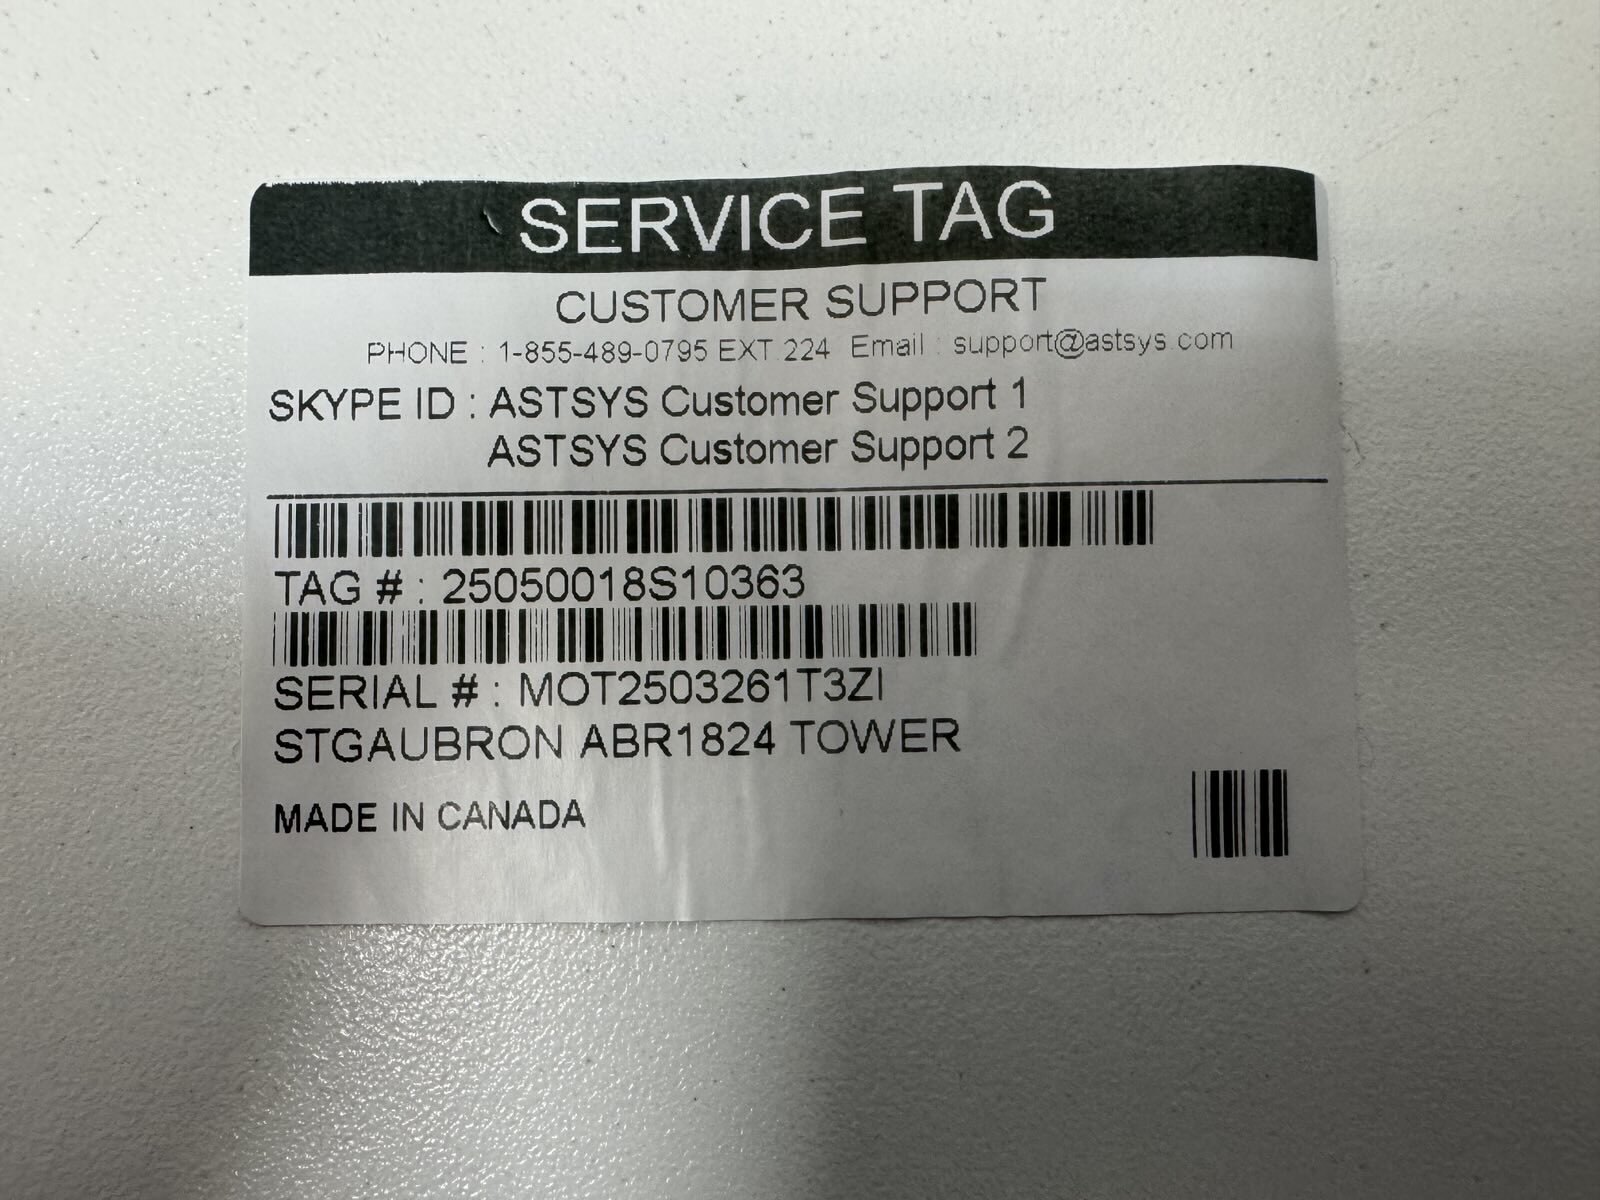 SERVICE TAG
CUSTOMER SUPPORT
PHONE : 1-855-489-0795 EXT.224 Email : support@astsys.com
SKYPE ID : ASTSYS Customer Support 1
ASTSYS Customer Support 2
TAG # : 25050018S10363
SERIAL # : MOT2503261T3ZI
STGAUBRON ABR1824 TOWER
MADE IN CANADA